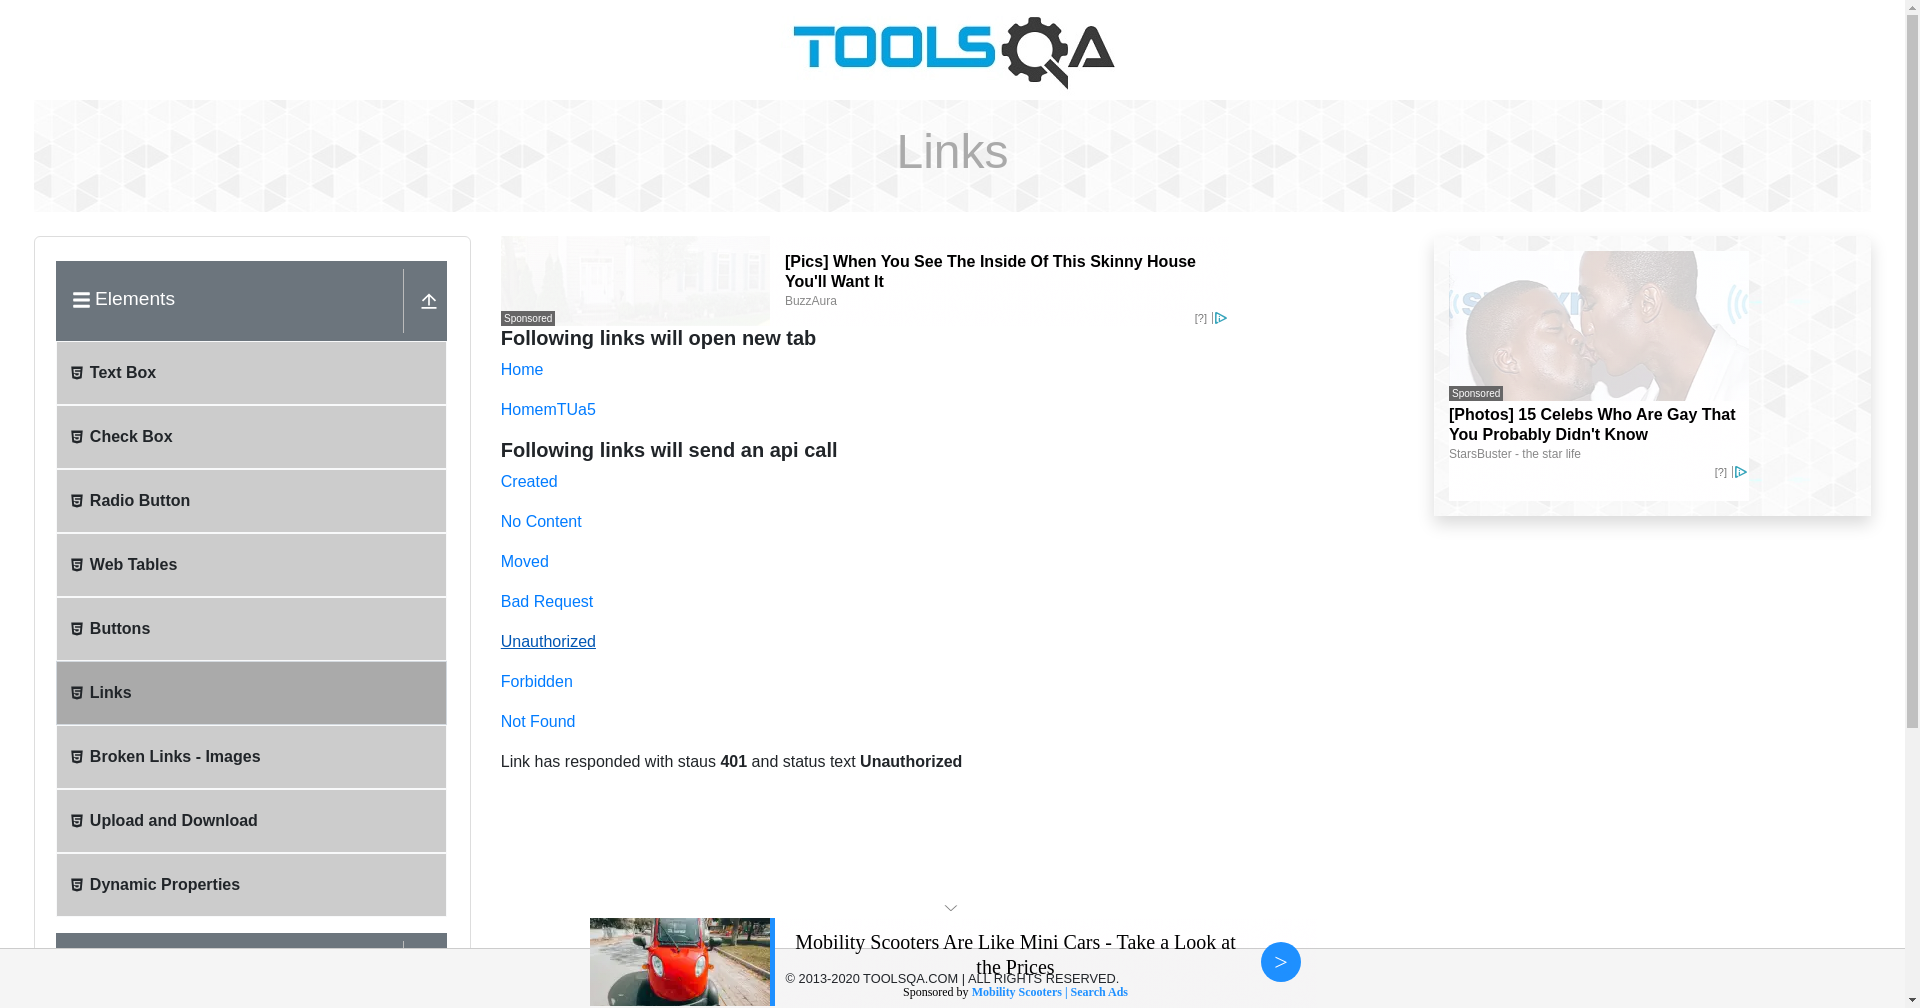 TOOLSQA
Links
Elements
Text Box
Check Box
Radio Button
Web Tables
Buttons
Links
Broken Links - Images
Upload and Download
Dynamic Properties
[Pics] When You See The Inside Of This Skinny House
You'll Want It
BuzzAura
Sponsored
[?]
Following links will open new tab
Home
HomemTUa5
Following links will send an api call
Created
No Content
Moved
Bad Request
Unauthorized
Forbidden
Not Found
Link has responded with staus 401 and status text Unauthorized
Sponsored
[Photos] 15 Celebs Who Are Gay That
You Probably Didn't Know
StarsBuster - the star life
[?]
Mobility Scooters Are Like Mini Cars - Take a Look at
the Prices
>
© 2013-2020 TOOLSQA.COM | ALL RIGHTS RESERVED.
Sponsored by Mobility Scooters | Search Ads